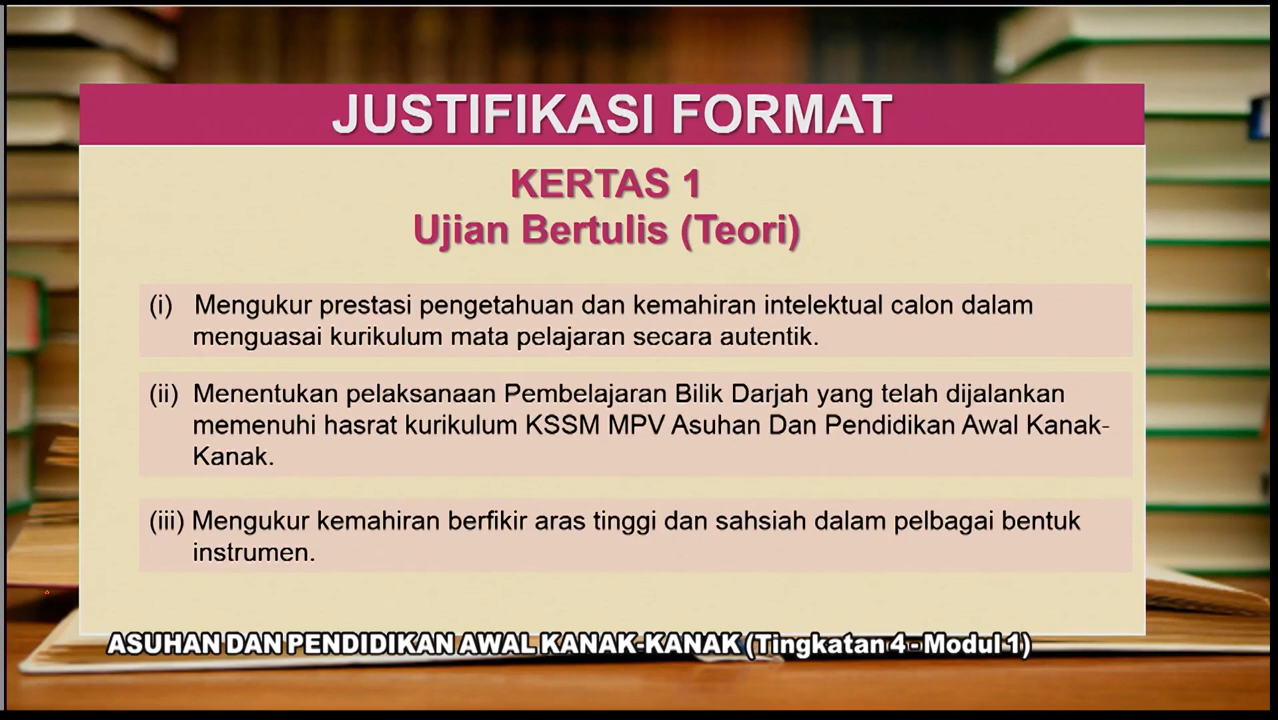 JUSTIFIKASI FORMAT
KERTAS 1
Ujian Bertulis (Teori)
(i) Mengukur prestasi pengetahuan dan kemahiran intelektual calon dalam
menguasai kurikulum mata pelajaran secara autentik.
(ii) Menentukan pelaksanaan Pembelajaran Bilik Darjah yang telah dijalankan
memenuhi hasrat kurikulum KSSM MPV Asuhan Dan Pendidikan Awal Kanak-
Kanak.
(iii) Mengukur kemahiran berfikir aras tinggi dan sahsiah dalam pelbagai bentuk
instrumen.
ASUHAN DAN PENDIDIKAN AWAL KANAK-KANAK (Tingkatan 4 - Modul 1)